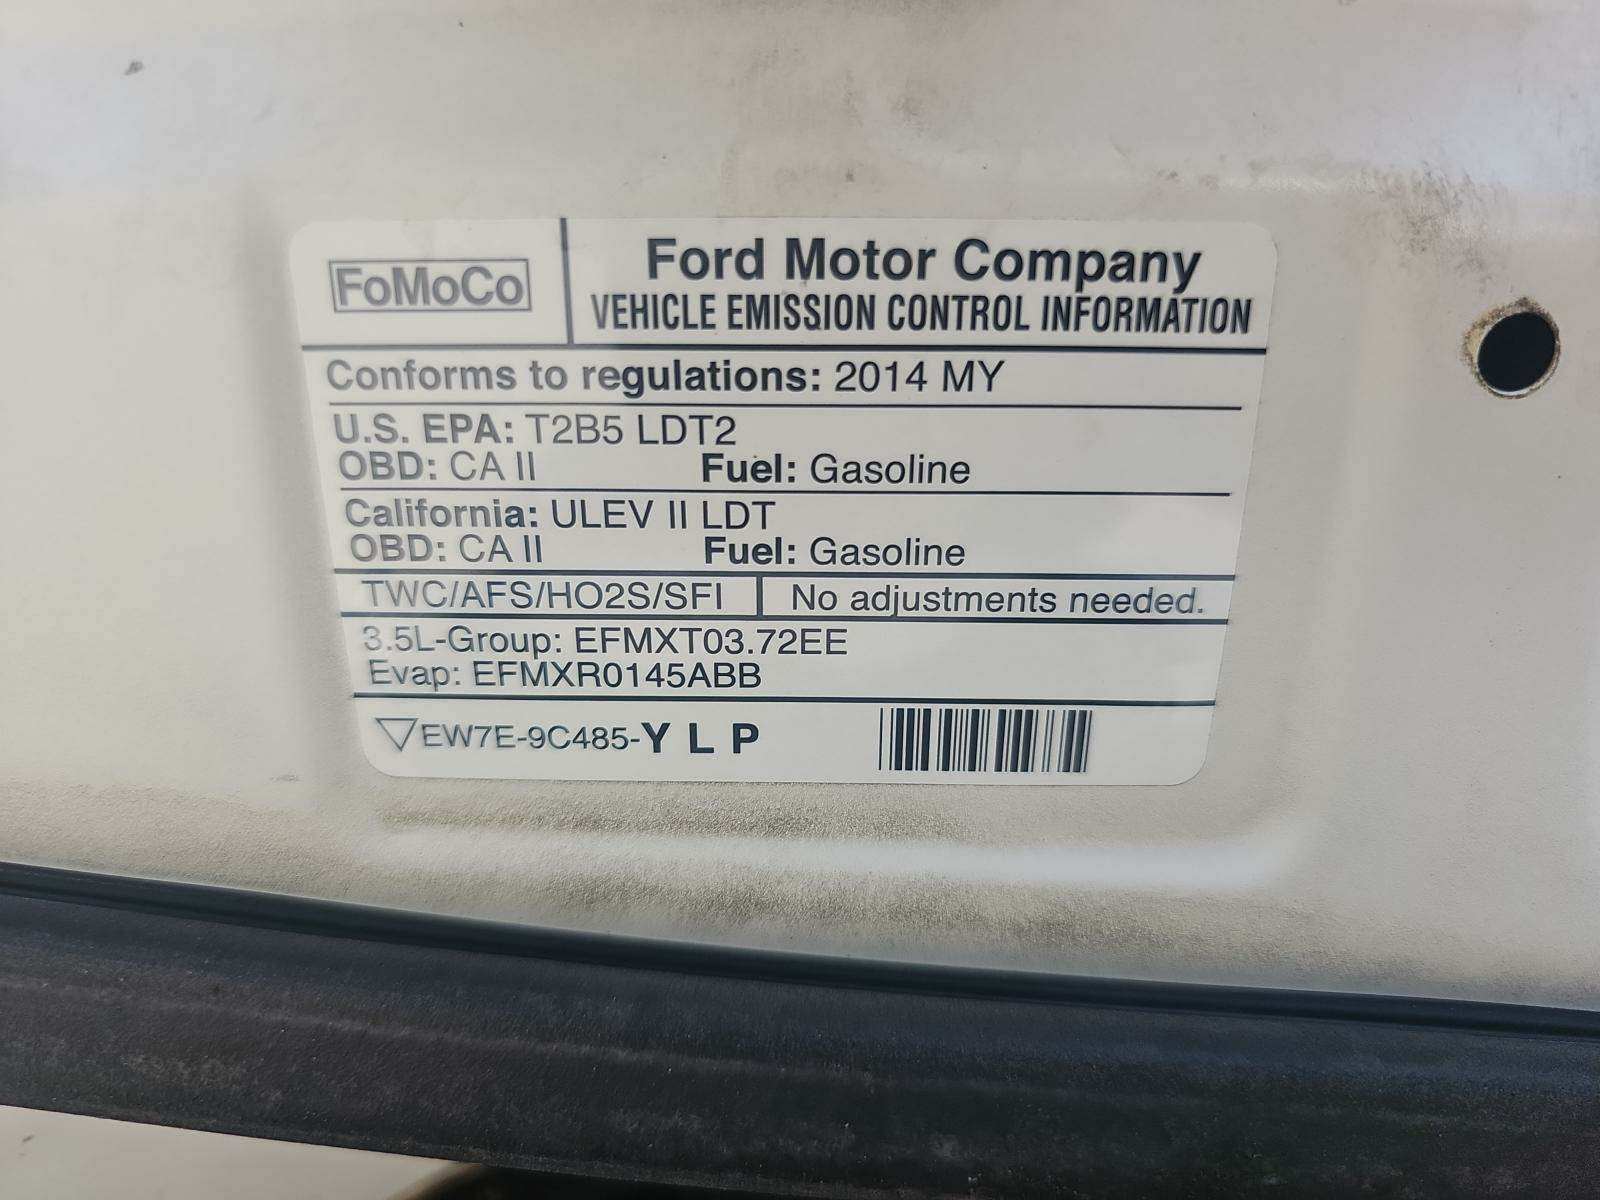 FoMoCo
Ford Motor Company
VEHICLE EMISSION CONTROL INFORMATION
Conforms to regulations: 2014 MY
U.S. EPA: T2B5 LDT2
OBD: CA II Fuel: Gasoline
California: ULEV II LDT
OBD: CA II Fuel: Gasoline
TWC/AFS/HO2S/SFI No adjustments needed.
3.5L-Group: EFMXT03.72EE
Evap: EFMXR0145ABB
EW7E-9C485-Y L P